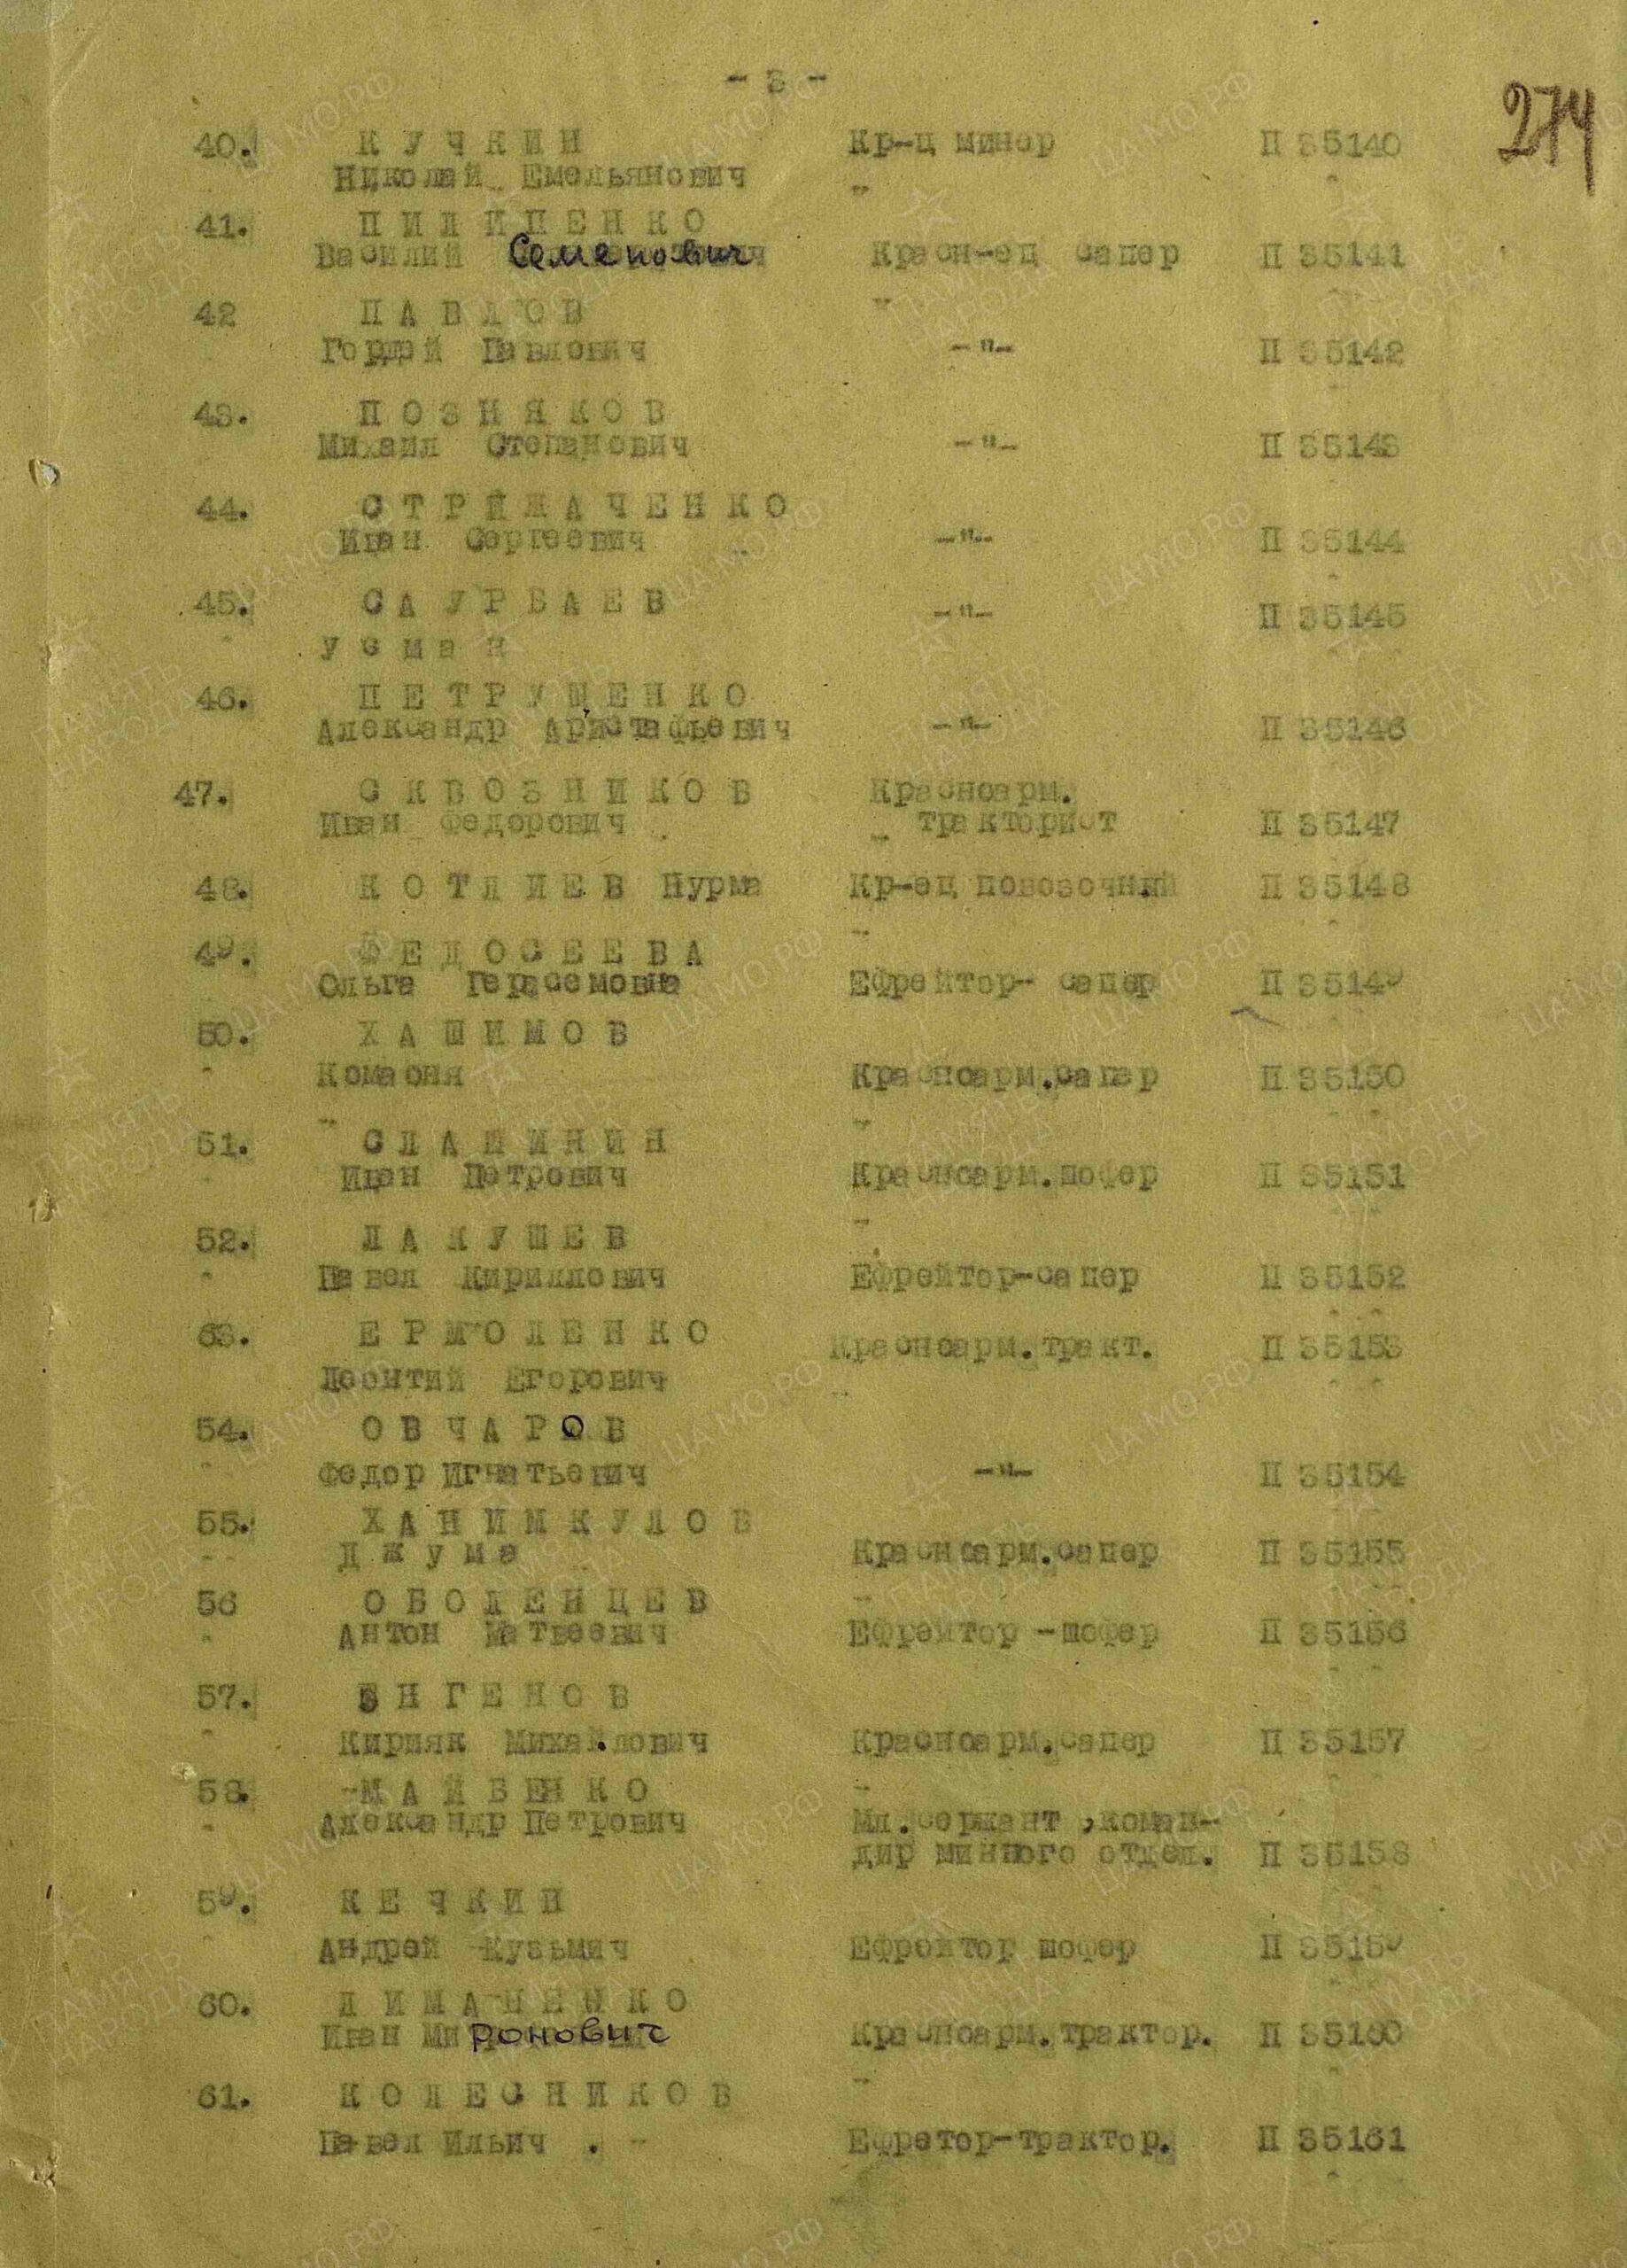 - 3 -
274
40. КУЧКИН Кр-ц минер П 35140
Николай Емельянович "
41. ПИЛИПЕНКО
Василий Семенович Красн-ец сапер П 35141
42 ПАВЛОВ "
Гордей Павлович -"- П 35142
43. ПОЗНЯКОВ
Михаил Степанович -"- П 35143
44. СТРИЖАЧЕНКО
Иван Сергеевич -"- П 35144
45. САУРБАЕВ -"- П 35145
Усман
46. ПЕТРУШЕНКО
Александр Аристафьевич -"- П 35146
47. СКВОЗНИКОВ Красноарм.
Иван Федорович тракторист П 35147
48. КОТЛИЕВ Нурма Кр-ец повозочный П 35148
49. ФЕДОСЕЕВА
Ольга Герасемовна Ефрейтор- сапер П 35149
50. ХАШИМОВ
Комаоня Красноарм.сапер П 35150
51. СЛАШИНИН
Иван Петрович Красноарм.шофер П 35151
52. ЛАКУШЕВ
Павел Кириллович Ефрейтор-сапер П 35152
53. ЕРМОЛЕНКО Красноарм.тракт. П 35153
Леонтий Егорович
54. ОВЧАРОВ
Федор Игнатьевич -"- П 35154
55. ХАНИМКУЛОВ
Джума Красноарм.сапер П 35155
56 ОБОЛЕНЦЕВ
Антон Матвеевич Ефрейтор -шофер П 35156
57. ЕНГЕНОВ
Кирияк Михайлович Красноарм.сапер П 35157
58. МАЙБЕНКО
Александр Петрович Мл.сержант ,коман-
дир минного отдел. П 35158
59. КЕЧКИН
Андрей Кузьмич Ефрейтор шофер П 35159
60. ЛИМАНЕНКО
Иван Миронович Красноарм.трактор. П 35160
61. КОЛЕСНИКОВ
Павел Ильич . Ефретор-трактор. П 35161